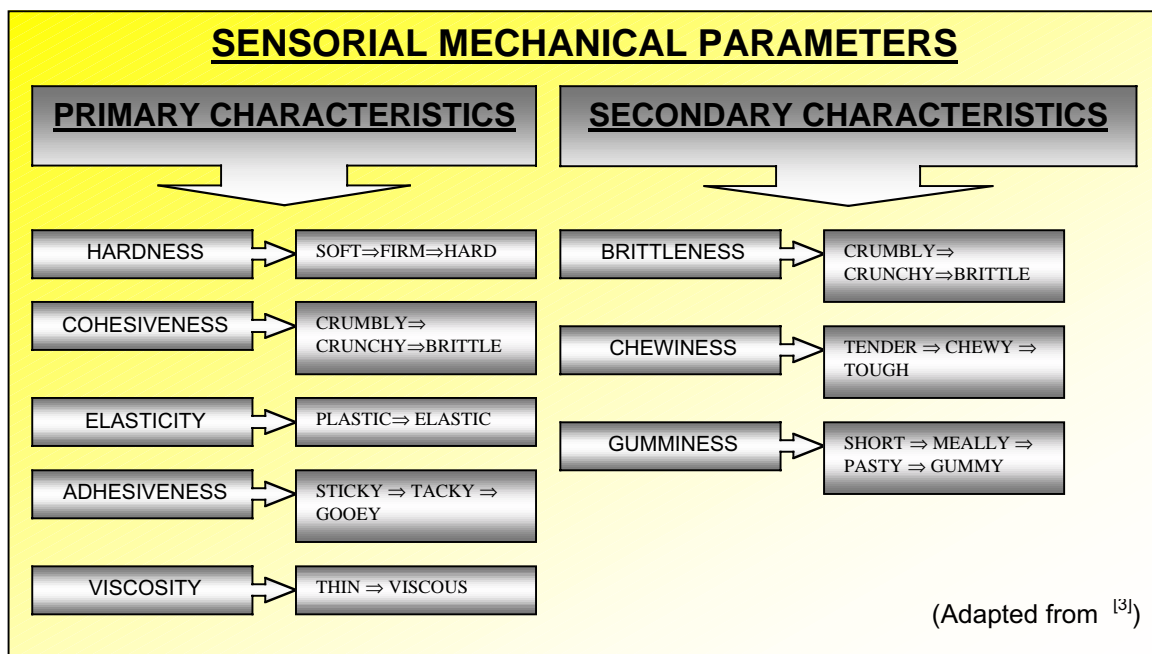 SENSORIAL MECHANICAL PARAMETERS
PRIMARY CHARACTERISTICS
HARDNESS
SOFT⇒FIRM⇒HARD
COHESIVENESS
CRUMBLY⇒
CRUNCHY⇒BRITTLE
ELASTICITY
PLASTIC⇒ ELASTIC
ADHESIVENESS
STICKY ⇒ TACKY ⇒
GOOEY
VISCOSITY
THIN ⇒ VISCOUS
SECONDARY CHARACTERISTICS
BRITTLENESS
CRUMBLY⇒
CRUNCHY⇒BRITTLE
CHEWINESS
TENDER ⇒ CHEWY ⇒
TOUGH
GUMMINESS
SHORT ⇒ MEALLY ⇒
PASTY ⇒ GUMMY
(Adapted from [3])